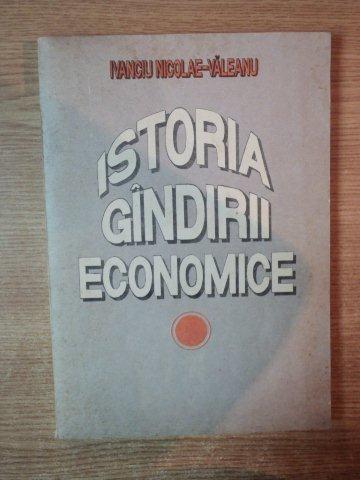 IVANCIU NICOLAE-VĂLEANU
ISTORIA
GÎNDIRII
ECONOMICE